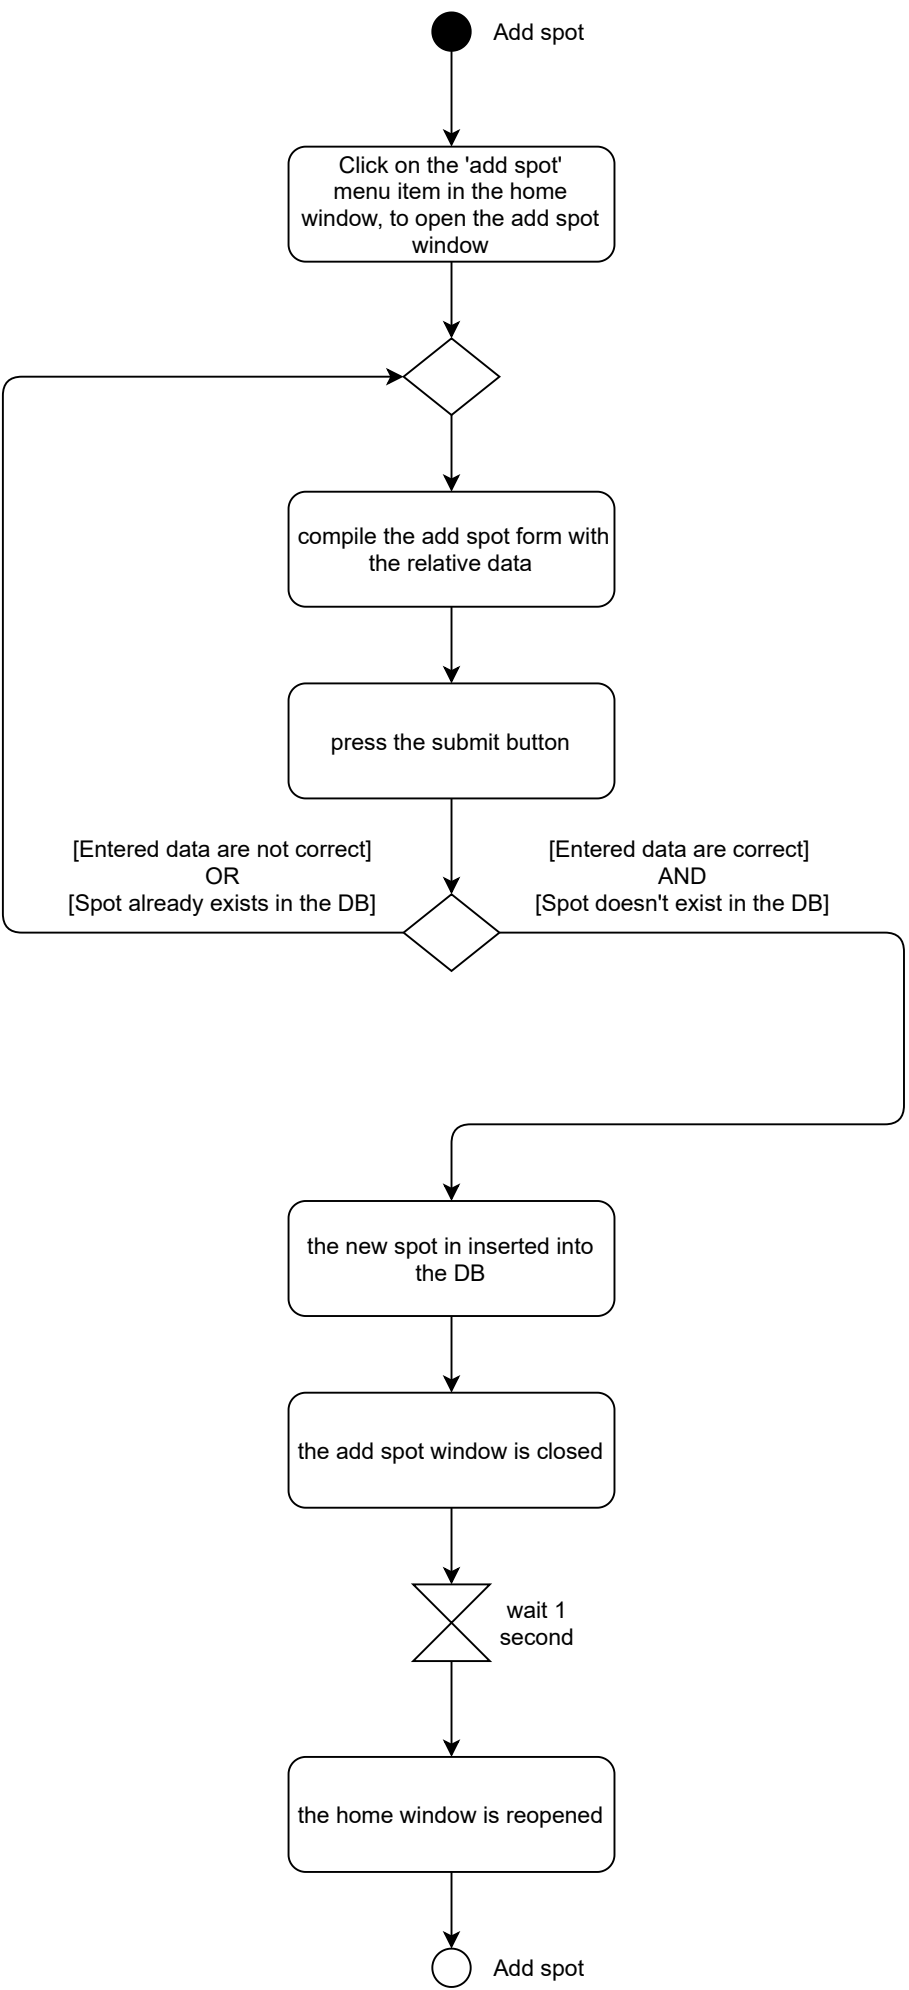 Add spot
Click on the 'add spot'
menu item in the home
window, to open the add spot
window
compile the add spot form with
the relative data
press the submit button
[Entered data are not correct]
OR
[Spot already exists in the DB]
[Entered data are correct]
AND
[Spot doesn't exist in the DB]
the new spot in inserted into
the DB
the add spot window is closed
wait 1
second
the home window is reopened
Add spot